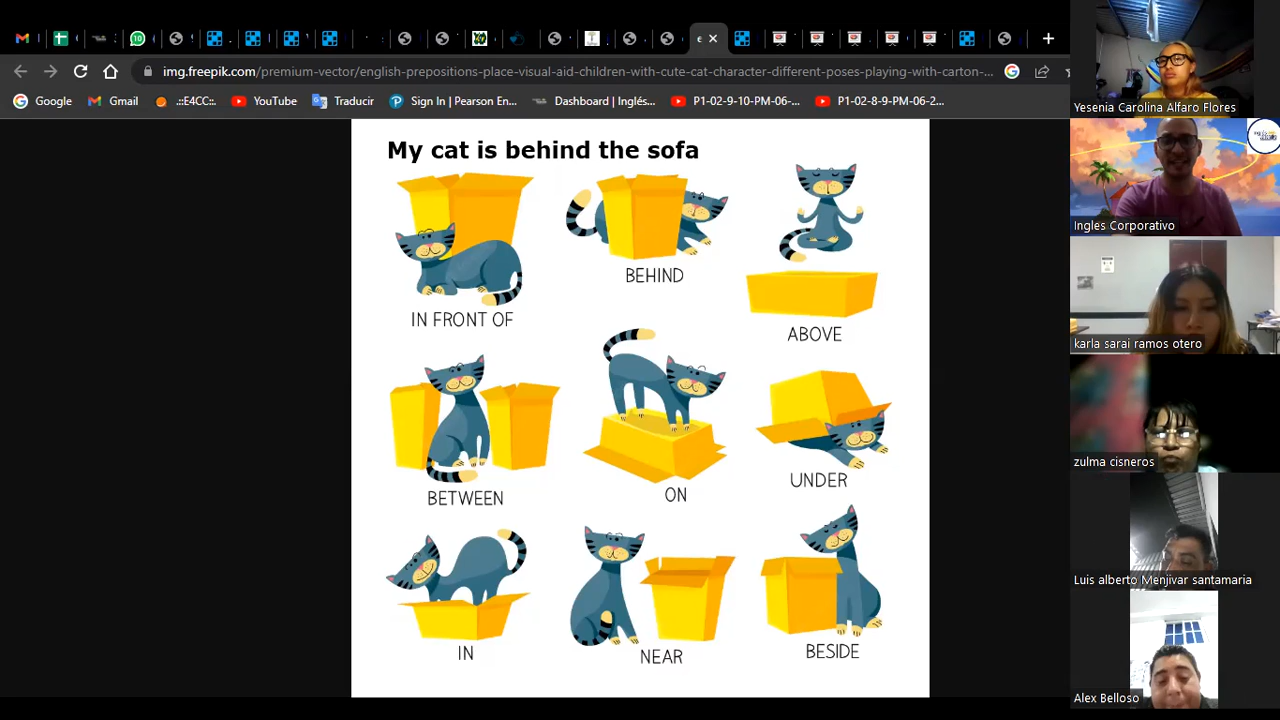 img.freepik.com/premium-vector/english-prepositions-place-visual-aid-children-with-cute-cat-character-different-poses-playing-with-carton-...
Google
Gmail
.::E4CC::.
YouTube
Traducir
Sign In | Pearson En...
Dashboard | Inglés...
P1-02-9-10-PM-06-...
P1-02-8-9-PM-06-2...
My cat is behind the sofa
IN FRONT OF
BEHIND
ABOVE
BETWEEN
ON
UNDER
IN
NEAR
BESIDE
Yesenia Carolina Alfaro Flores
Ingles Corporativo
karla sarai ramos otero
zulma cisneros
Luis alberto Menjivar santamaria
Alex Belloso